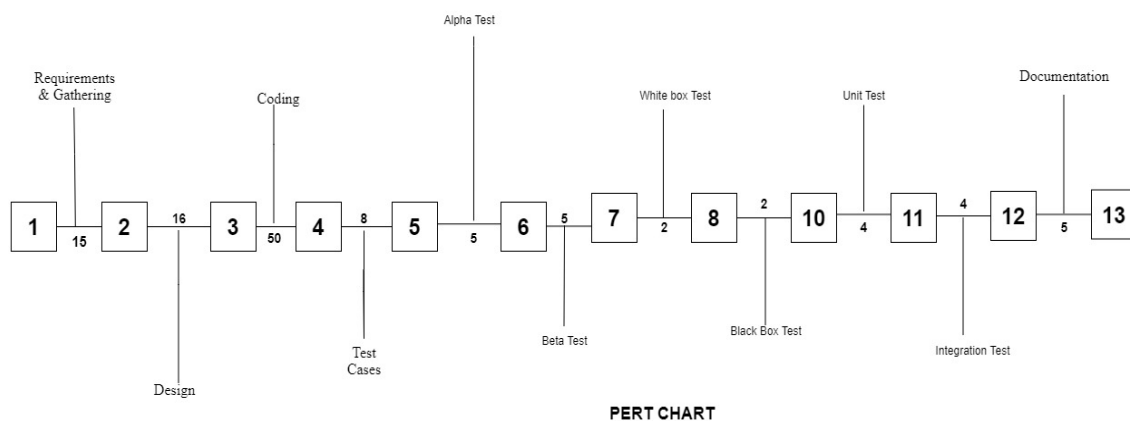 Alpha Test
Requirements
& Gathering
Coding
White box Test
Unit Test
Documentation
1
15
2
16
3
50
4
8
5
5
6
5
7
2
8
2
10
4
11
4
12
5
13
Design
Test
Cases
Beta Test
Black Box Test
Integration Test
PERT CHART